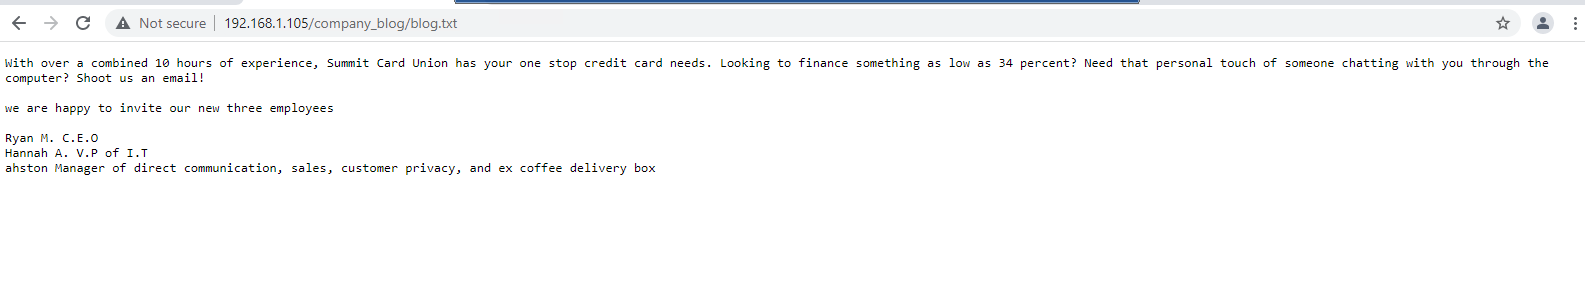 Not secure | 192.168.1.105/company_blog/blog.txt
With over a combined 10 hours of experience, Summit Card Union has your one stop credit card needs. Looking to finance something as low as 34 percent? Need that personal touch of someone chatting with you through the
computer? Shoot us an email!
we are happy to invite our new three employees
Ryan M. C.E.O
Hannah A. V.P of I.T
ahston Manager of direct communication, sales, customer privacy, and ex coffee delivery box